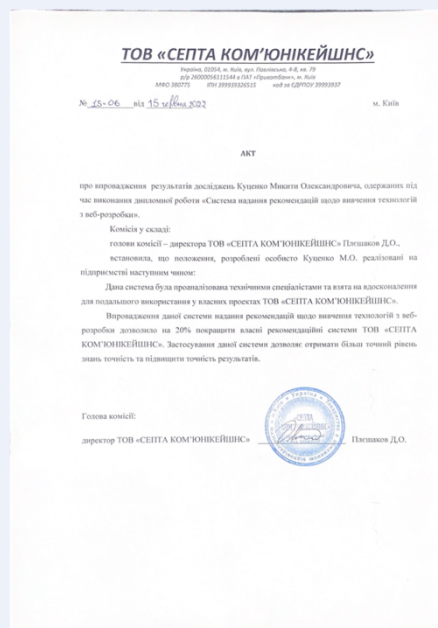 ТОВ «СЕПТА КОМ'ЮНІКЕЙШНС»
Україна, 01054, м. Київ, вул. Павлівська, 4-8, кв. 79
р/р 26000056111544 в ПАТ «Приватбанк», м. Київ
МФО 380775 ІПН 399939326515 код за ЄДРПОУ 39993937
№ 13-06 від 15 червня 2022 м. Київ
АКТ
про впровадження результатів досліджень Куценко Микити Олександровича, одержаних під
час виконання дипломної роботи «Система надання рекомендацій щодо вивчення технологій
з веб-розробки».
Комісія у складі:
голови комісії – директора ТОВ «СЕПТА КОМ'ЮНІКЕЙШНС» Плєшаков Д.О.,
встановила, що положення, розроблені особисто Куценко М.О. реалізовані на
підприємстві наступним чином:
Дана система була проаналізована технічними спеціалістами та взята на вдосконалення
для подальшого використання у власних проектах ТОВ «СЕПТА КОМ'ЮНІКЕЙШНС».
Впровадження даної системи надання рекомендацій щодо вивчення технологій з веб-
розробки дозволило на 20% покращити власні рекомендаційні системи ТОВ «СЕПТА
КОМ'ЮНІКЕЙШНС». Застосування даної системи дозволяє отримати більш точний рівень
знань точність та підвищити точність результатів.
Голова комісії:
директор ТОВ «СЕПТА КОМ'ЮНІКЕЙШНС» Плєшаков Д.О.
СЕПТА